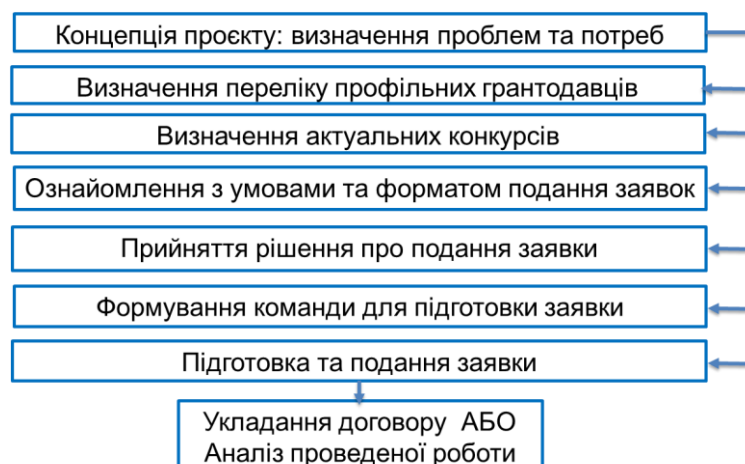 Концепція проєкту: визначення проблем та потреб
Визначення переліку профільних грантодавців
Визначення актуальних конкурсів
Ознайомлення з умовами та форматом подання заявок
Прийняття рішення про подання заявки
Формування команди для підготовки заявки
Підготовка та подання заявки
Укладання договору АБО
Аналіз проведеної роботи